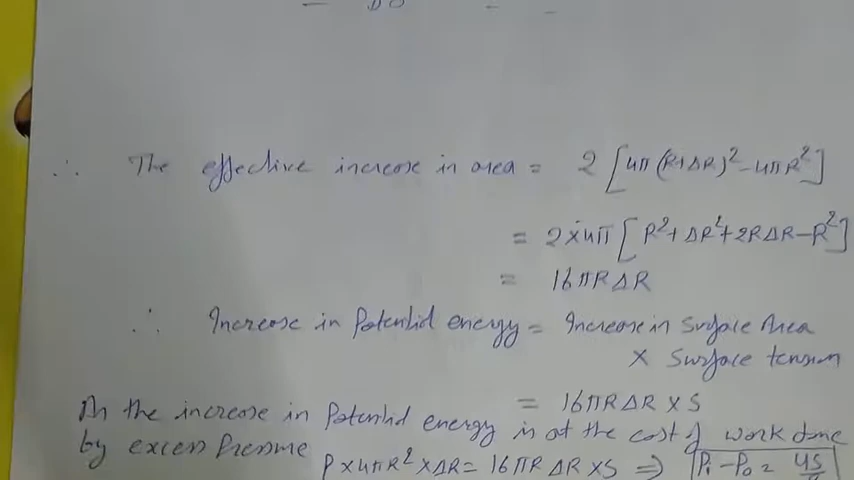 ∴ The effective increase in area = 2 [4π(R+ΔR)² - 4πR²]
= 2×4π [R² + ΔR² + 2RΔR - R²]
= 16πRΔR
∴ Increase in Potential energy = Increase in Surface Area
× Surface tension
= 16πRΔR × S
As the increase in Potential energy is at the cost of work done
by excess Pressure
P × 4πR² × ΔR = 16πRΔR × S ⇒ Pi - Po = 4S